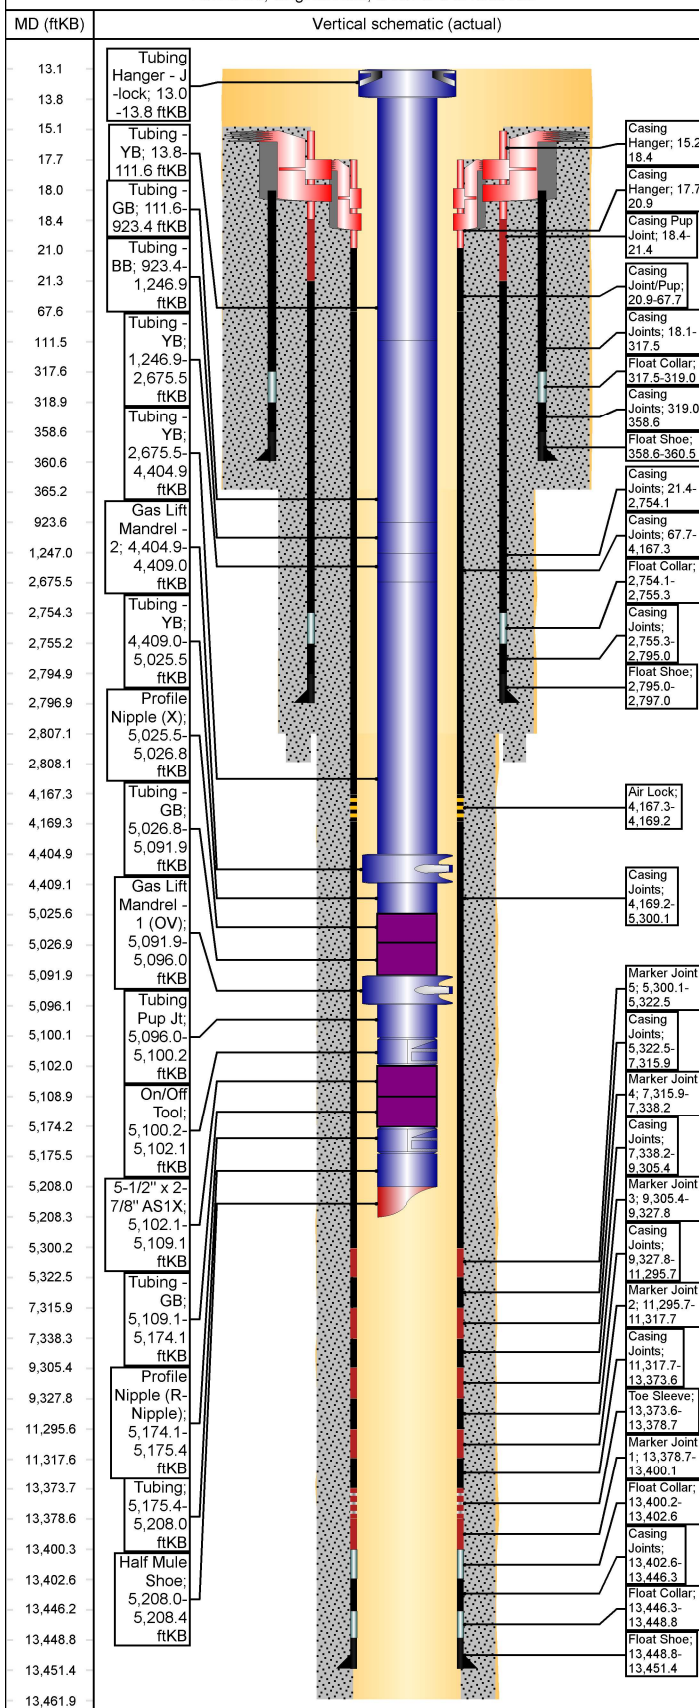 MD (ftKB)
Vertical schematic (actual)
13.1
13.8
15.1
17.7
18.0
18.4
21.0
21.3
67.6
111.5
317.6
318.9
358.6
360.6
365.2
923.6
1,247.0
2,675.5
2,754.3
2,755.2
2,794.9
2,796.9
2,807.1
2,808.1
4,167.3
4,169.3
4,404.9
4,409.1
5,025.6
5,026.9
5,091.9
5,096.1
5,100.1
5,102.0
5,108.9
5,174.2
5,175.5
5,208.0
5,208.3
5,300.2
5,322.5
7,315.9
7,338.3
9,305.4
9,327.8
11,295.6
11,317.6
13,373.7
13,378.6
13,400.3
13,402.6
13,446.2
13,448.8
13,451.4
13,461.9
Tubing
Hanger - J
-lock; 13.0
-13.8 ftKB
Tubing -
YB; 13.8-
111.6 ftKB
Tubing -
GB; 111.6-
923.4 ftKB
Tubing -
BB; 923.4-
1,246.9
ftKB
Tubing -
YB;
1,246.9-
2,675.5
ftKB
Tubing -
YB;
2,675.5-
4,404.9
ftKB
Gas Lift
Mandrel -
2; 4,404.9-
4,409.0
ftKB
Tubing -
YB;
4,409.0-
5,025.5
ftKB
Profile
Nipple (X);
5,025.5-
5,026.8
ftKB
Tubing -
GB;
5,026.8-
5,091.9
ftKB
Gas Lift
Mandrel -
1 (OV);
5,091.9-
5,096.0
ftKB
Tubing
Pup Jt;
5,096.0-
5,100.2
ftKB
On/Off
Tool;
5,100.2-
5,102.1
ftKB
5-1/2" x 2-
7/8" AS1X;
5,102.1-
5,109.1
ftKB
Tubing -
GB;
5,109.1-
5,174.1
ftKB
Profile
Nipple (R-
Nipple);
5,174.1-
5,175.4
ftKB
Tubing;
5,175.4-
5,208.0
ftKB
Half Mule
Shoe;
5,208.0-
5,208.4
ftKB
Casing
Hanger; 15.2
18.4
Casing
Hanger; 17.7
20.9
Casing Pup
Joint; 18.4-
21.4
Casing
Joint/Pup;
20.9-67.7
Casing
Joints; 18.1-
317.5
Float Collar;
317.5-319.0
Casing
Joints; 319.0
358.6
Float Shoe;
358.6-360.5
Casing
Joints; 21.4-
2,754.1
Casing
Joints; 67.7-
4,167.3
Float Collar;
2,754.1-
2,755.3
Casing
Joints;
2,755.3-
2,795.0
Float Shoe;
2,795.0-
2,797.0
Air Lock;
4,167.3-
4,169.2
Casing
Joints;
4,169.2-
5,300.1
Marker Joint
5; 5,300.1-
5,322.5
Casing
Joints;
5,322.5-
7,315.9
Marker Joint
4; 7,315.9-
7,338.2
Casing
Joints;
7,338.2-
9,305.4
Marker Joint
3; 9,305.4-
9,327.8
Casing
Joints;
9,327.8-
11,295.7
Marker Joint
2; 11,295.7-
11,317.7
Casing
Joints;
11,317.7-
13,373.6
Toe Sleeve;
13,373.6-
13,378.7
Marker Joint
1; 13,378.7-
13,400.1
Float Collar;
13,400.2-
13,402.6
Casing
Joints;
13,402.6-
13,446.3
Float Collar;
13,446.3-
13,448.8
Float Shoe;
13,448.8-
13,451.4